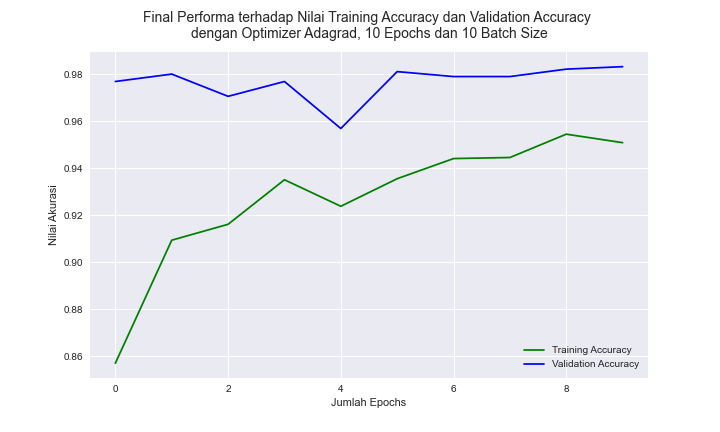 Final Performa terhadap Nilai Training Accuracy dan Validation Accuracy
dengan Optimizer Adagrad, 10 Epochs dan 10 Batch Size
Nilai Akurasi
0.98
0.96
0.94
0.92
0.90
0.88
0.86
Training Accuracy
Validation Accuracy
0 2 4 6 8
Jumlah Epochs